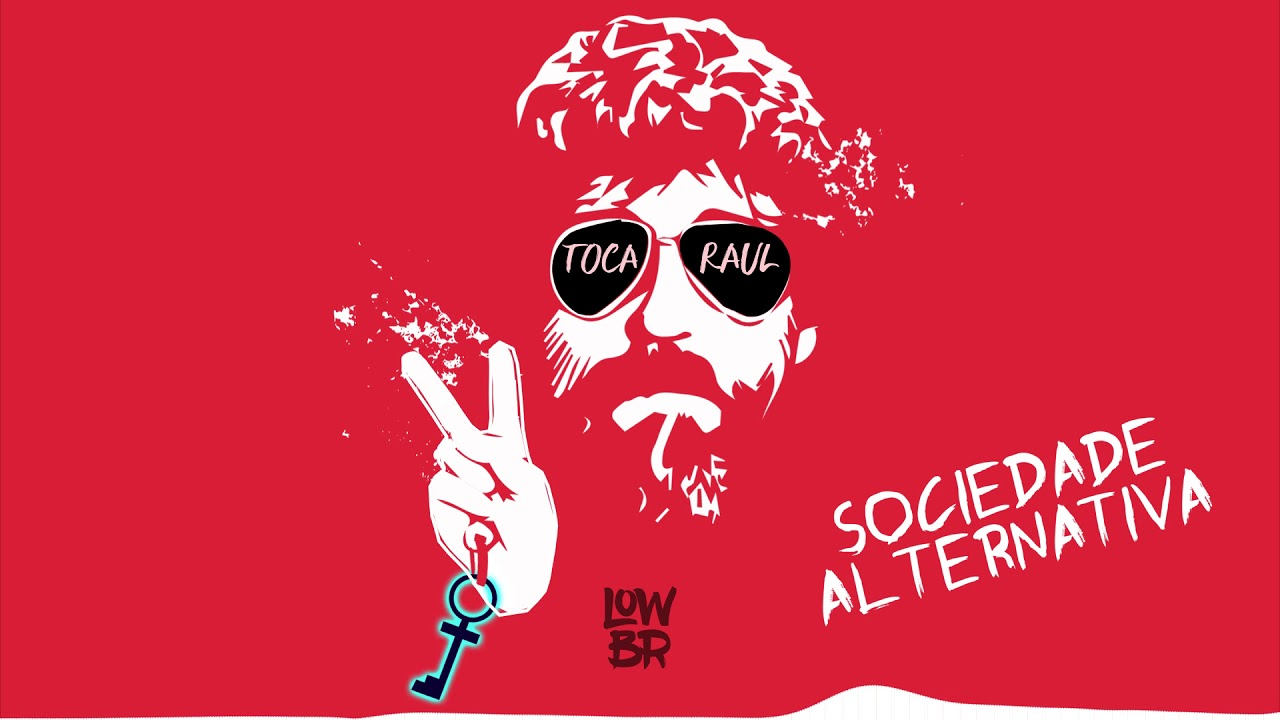 TOCA RAUL
SOCIEDADE
ALTERNATIVA
LOW
BR